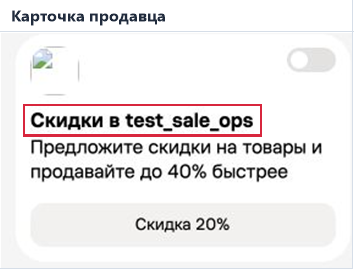 Карточка продавца
Скидки в test_sale_ops
Предложите скидки на товары и
продавайте до 40% быстрее
Скидка 20%